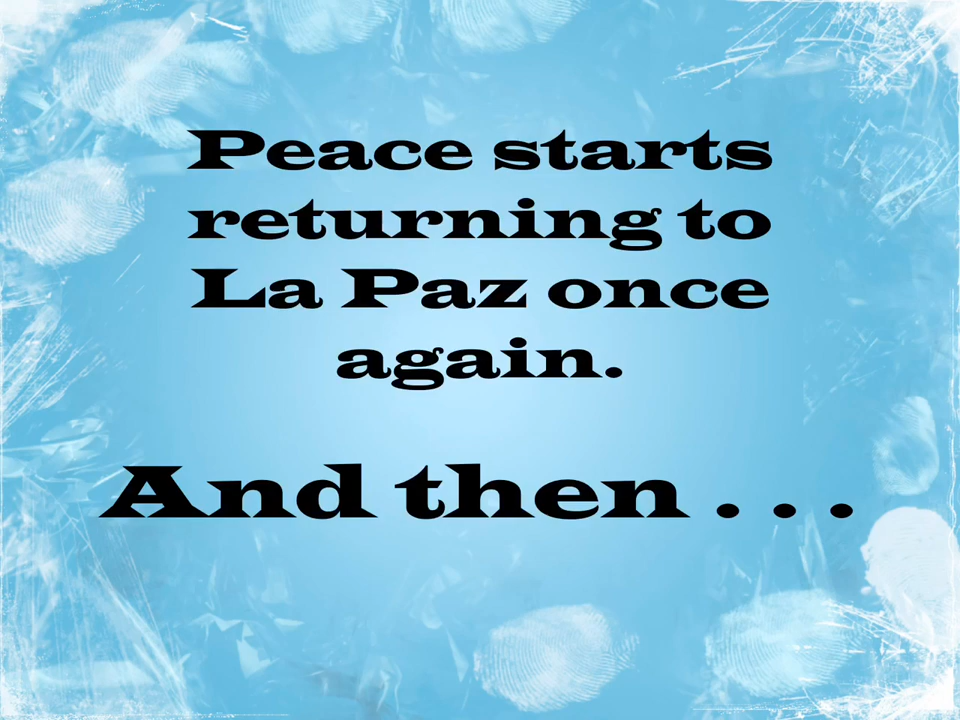 Peace starts
returning to
La Paz once
again.
And then . . .